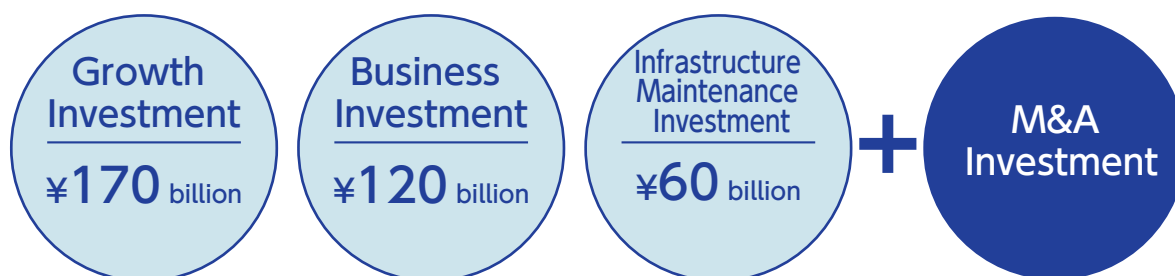 Growth
Investment
¥170 billion
Business
Investment
¥120 billion
Infrastructure
Maintenance
Investment
¥60 billion
+
M&A
Investment